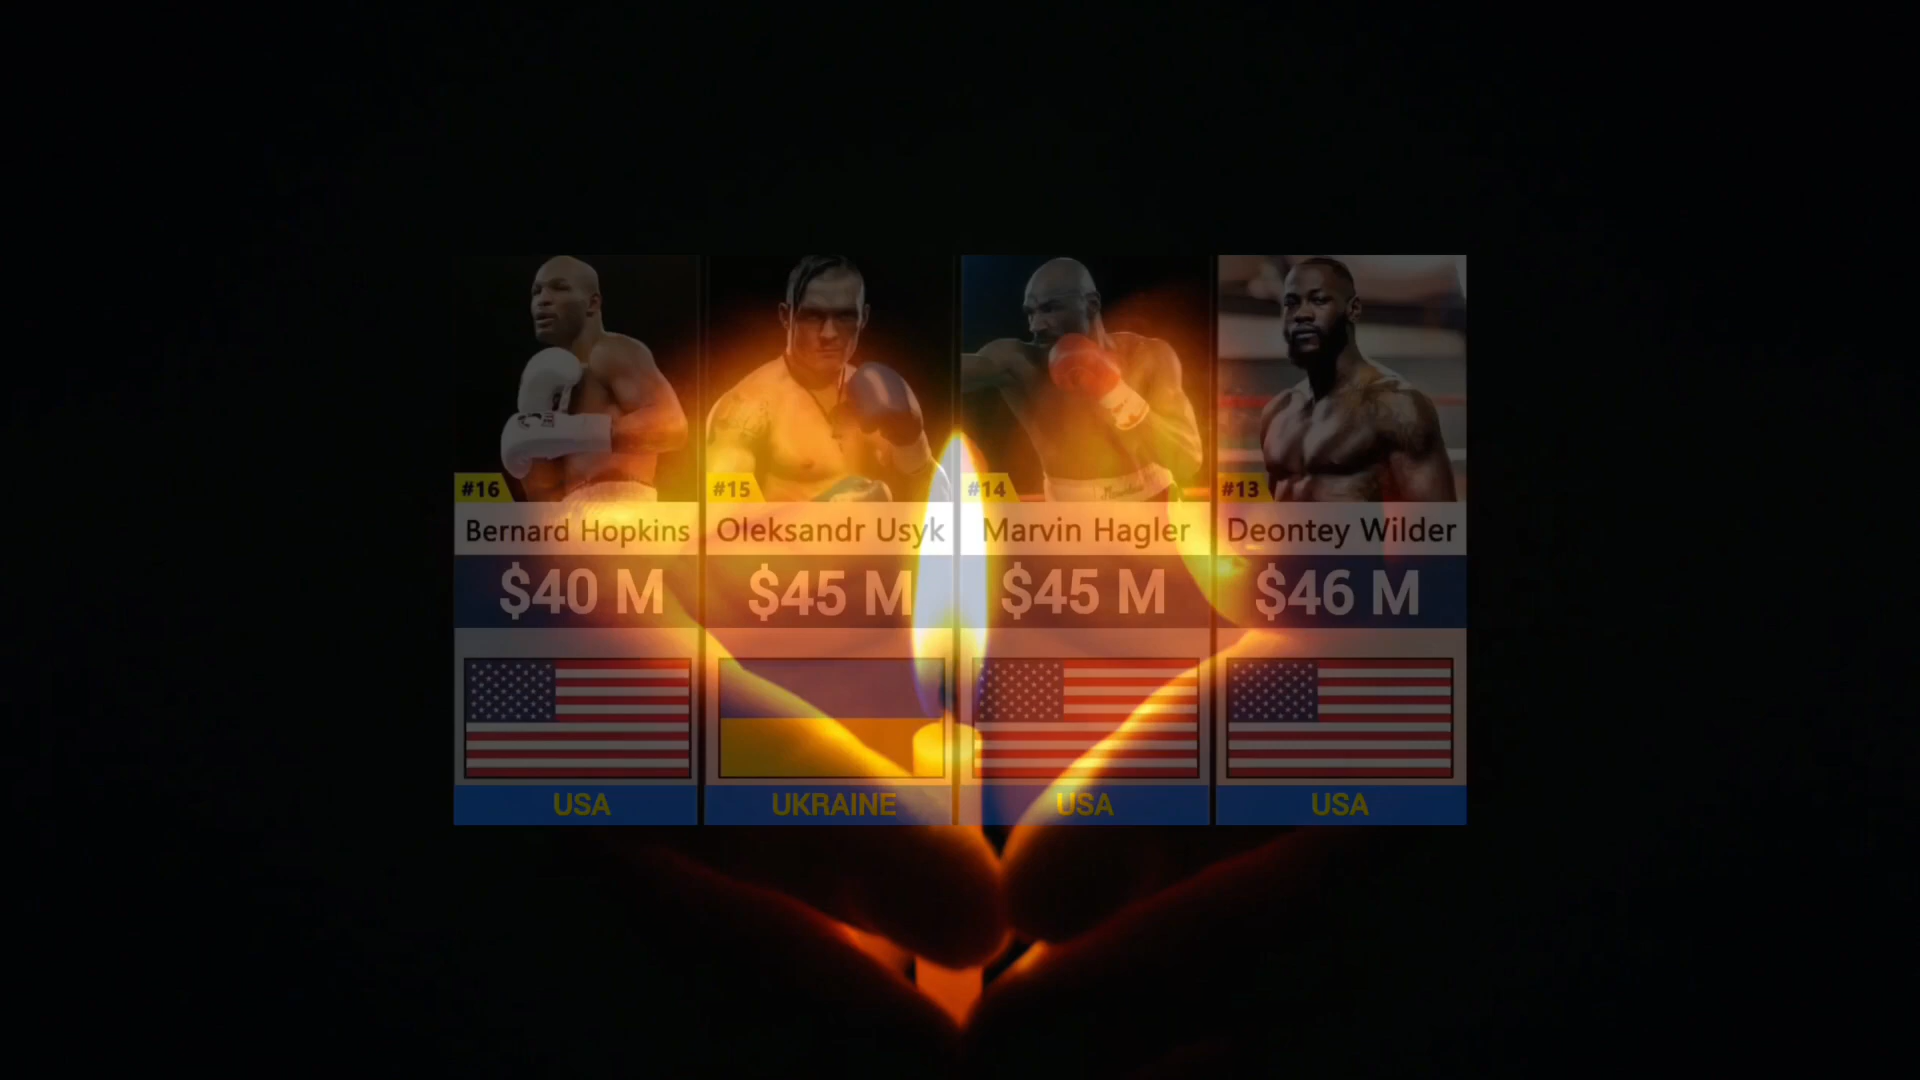 #16
Bernard Hopkins
$40 M
USA
#15
Oleksandr Usyk
$45 M
UKRAINE
#14
Marvin Hagler
$45 M
USA
#13
Deontey Wilder
$46 M
USA